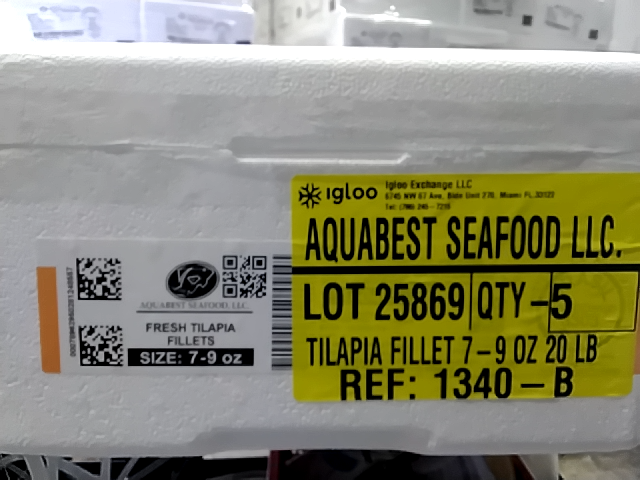 igloo
Igloo Exchange LLC
AQUABEST SEAFOOD LLC.
LOT 25869 QTY -5
TILAPIA FILLET 7-9 OZ 20 LB
REF: 1340-B
AQUABEST SEAFOOD, LLC.
FRESH TILAPIA
FILLETS
SIZE: 7-9 oz